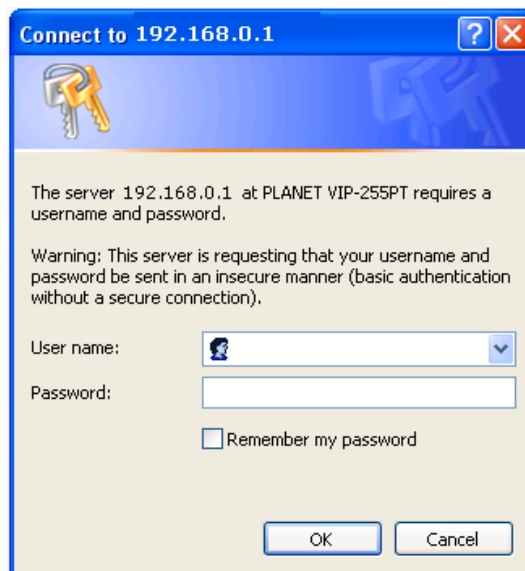 Connect to 192.168.0.1
The server 192.168.0.1 at PLANET VIP-255PT requires a
username and password.
Warning: This server is requesting that your username and
password be sent in an insecure manner (basic authentication
without a secure connection).
User name:
Password:
Remember my password
OK
Cancel